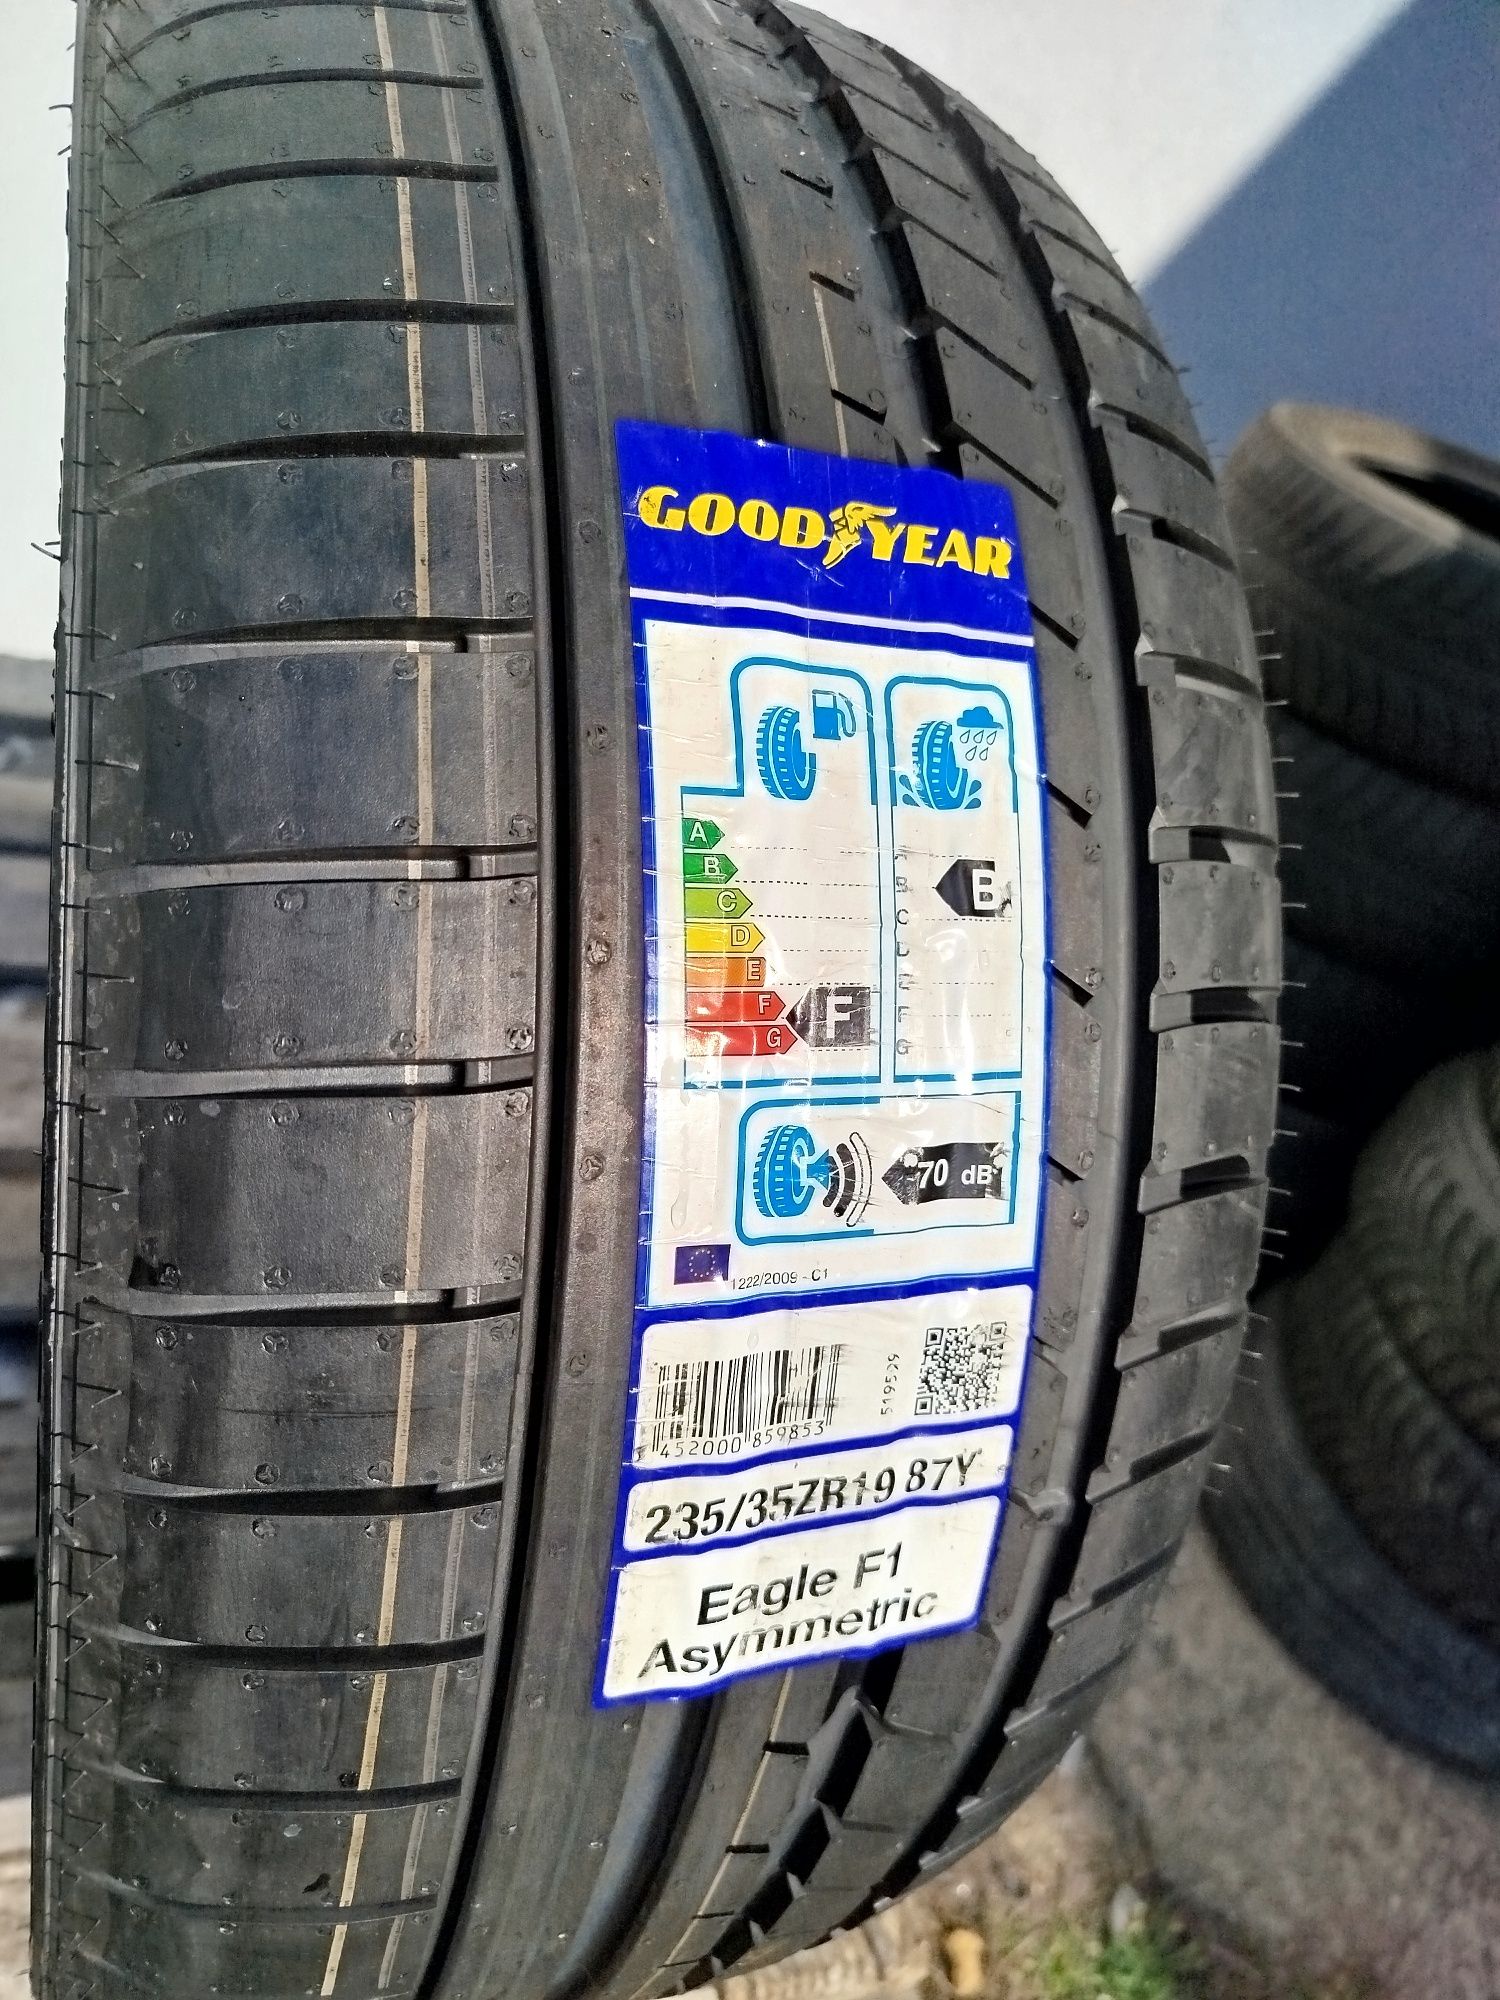 GOODYEAR
A
B
C
D
E
F
G
F
B
C
F
G
B
70 dB
1222/2009 - C1
452000 859853
235/35ZR19 87Y
Eagle F1
Asymmetric